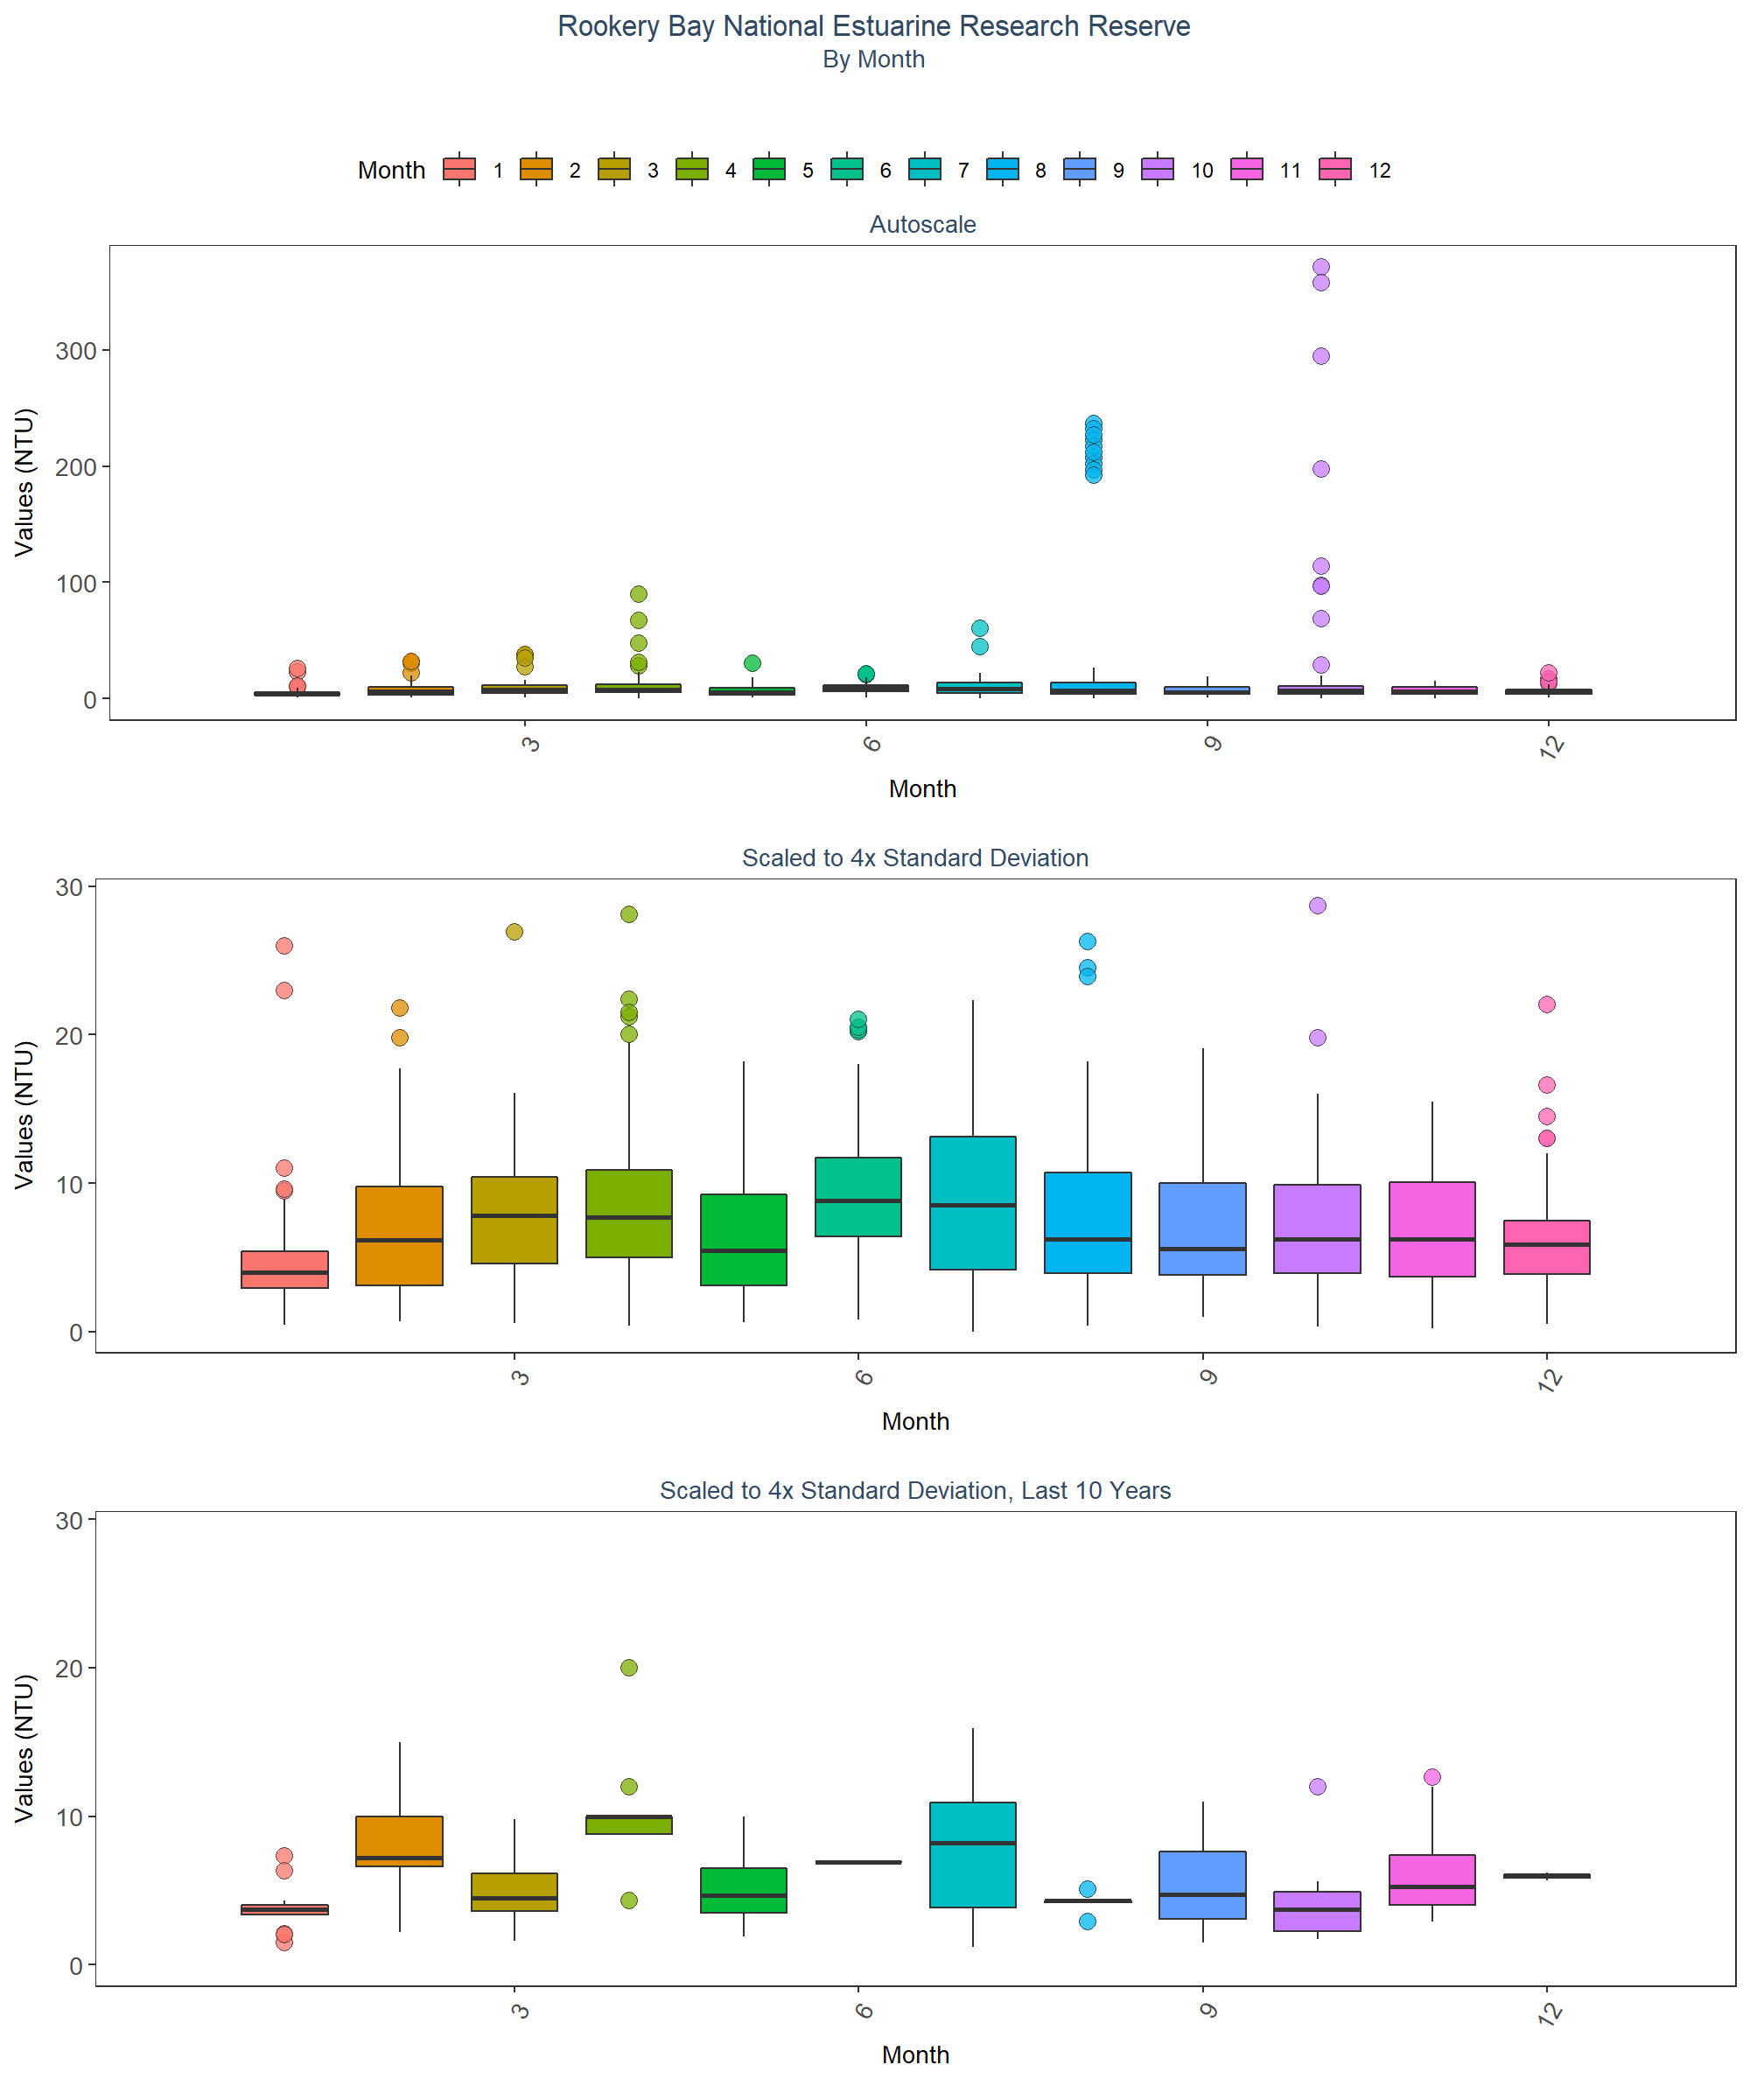 Rookery Bay National Estuarine Research Reserve
By Month
Month 1 2 3 4 5 6 7 8 9 10 11 12
Autoscale
Values (NTU)
300
200
100
0
3 6 9 12
Month
Scaled to 4x Standard Deviation
Values (NTU)
30
20
10
0
3 6 9 12
Month
Scaled to 4x Standard Deviation, Last 10 Years
Values (NTU)
30
20
10
0
3 6 9 12
Month